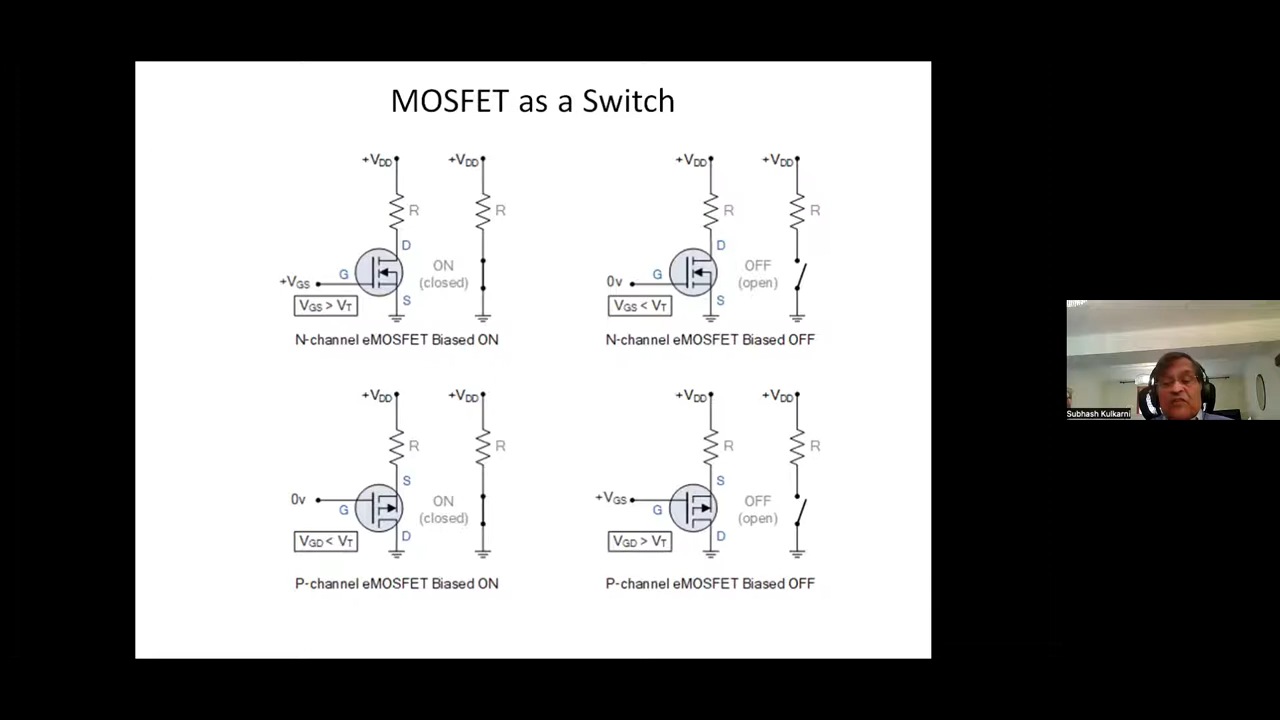 MOSFET as a Switch
+VDD +VDD
R R
D
G ON
+VGS (closed)
S
VGS > VT
N-channel eMOSFET Biased ON
+VDD +VDD
R R
D
G OFF
0v (open)
S
VGS < VT
N-channel eMOSFET Biased OFF
+VDD +VDD
R R
S
0v ON
G (closed)
D
VGD < VT
P-channel eMOSFET Biased ON
+VDD +VDD
R R
S
+VGS OFF
G (open)
D
VGD > VT
P-channel eMOSFET Biased OFF
Subhash Kulkarni